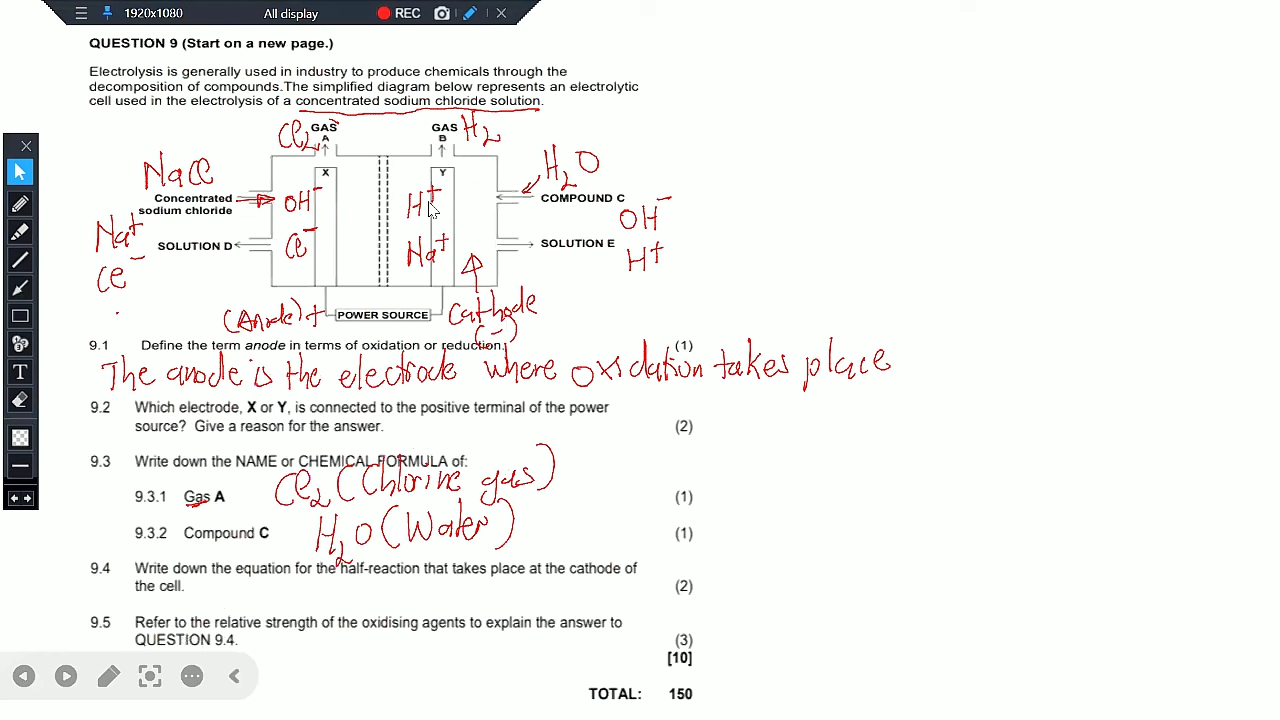 1920x1080 All display REC
QUESTION 9 (Start on a new page.)
Electrolysis is generally used in industry to produce chemicals through the
decomposition of compounds.The simplified diagram below represents an electrolytic
cell used in the electrolysis of a concentrated sodium chloride solution.
Cl2 GAS A GAS B H2
NaCl X Y H2O
Concentrated
sodium chloride OH⁻ H⁺ COMPOUND C
Na⁺ OH⁻
SOLUTION D Cl⁻ Na⁺ SOLUTION E
Cl⁻ H⁺
(Anode) + POWER SOURCE Cathode
(-)
9.1 Define the term anode in terms of oxidation or reduction. (1)
The anode is the electrode where oxidation takes place
9.2 Which electrode, X or Y, is connected to the positive terminal of the power
source? Give a reason for the answer. (2)
9.3 Write down the NAME or CHEMICAL FORMULA of:
9.3.1 Gas A Cl2 (Chlorine gas) (1)
9.3.2 Compound C H2O (Water) (1)
9.4 Write down the equation for the half-reaction that takes place at the cathode of
the cell. (2)
9.5 Refer to the relative strength of the oxidising agents to explain the answer to
QUESTION 9.4. (3)
[10]
TOTAL: 150